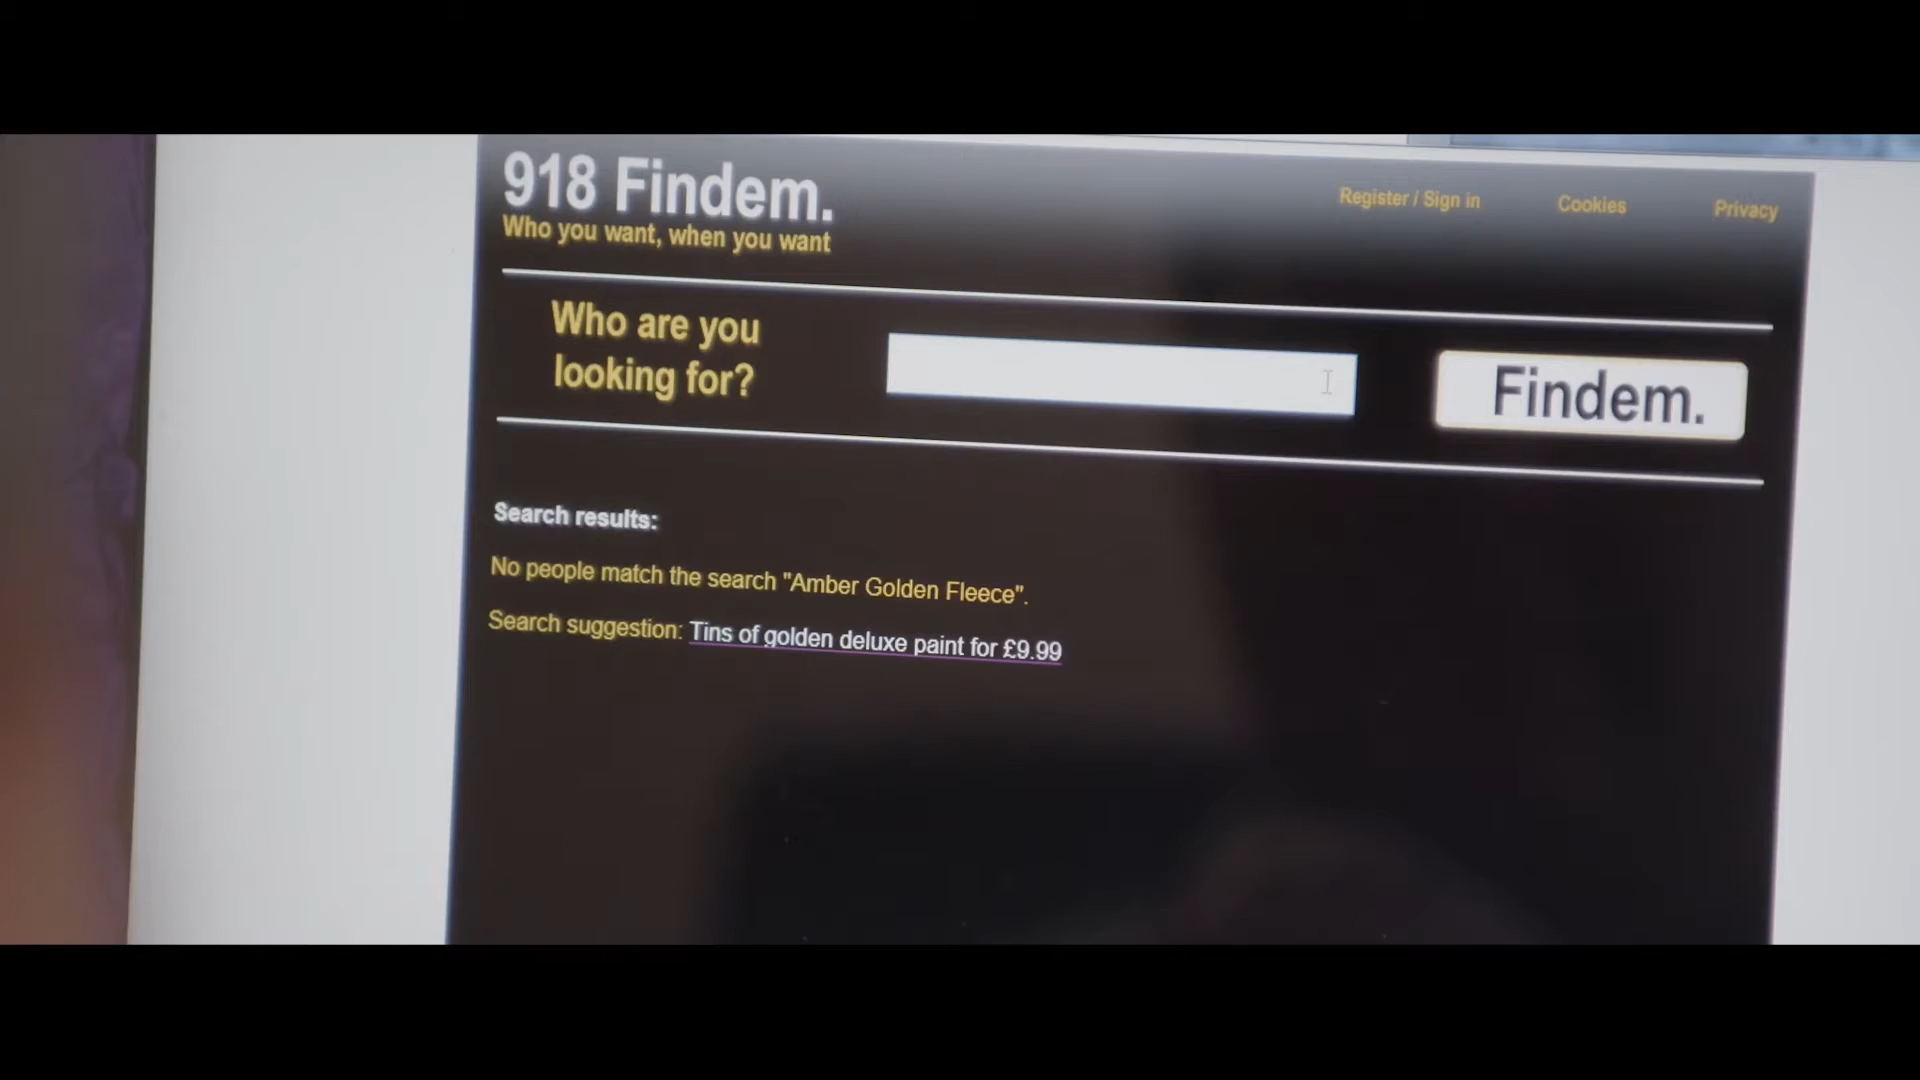 918 Findem.
Who you want, when you want
Register / Sign in
Cookies
Privacy
Who are you
looking for?
Findem.
Search results:
No people match the search "Amber Golden Fleece".
Search suggestion: Tins of golden deluxe paint for £9.99